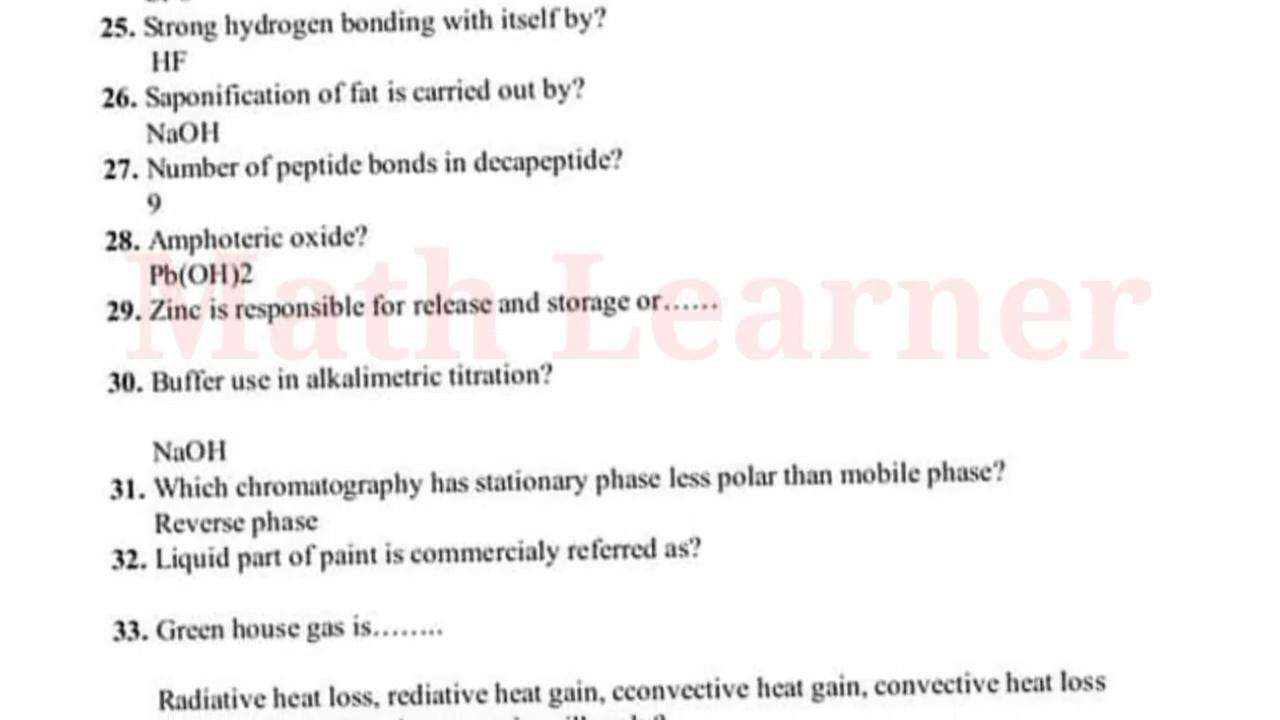 25. Strong hydrogen bonding with itself by?
HF
26. Saponification of fat is carried out by?
NaOH
27. Number of peptide bonds in decapeptide?
9
28. Amphoteric oxide?
Pb(OH)2
Math Learner
29. Zinc is responsible for release and storage or......
30. Buffer use in alkalimetric titration?
NaOH
31. Which chromatography has stationary phase less polar than mobile phase?
Reverse phase
32. Liquid part of paint is commercialy referred as?
33. Green house gas is........
Radiative heat loss, rediative heat gain, cconvective heat gain, convective heat loss